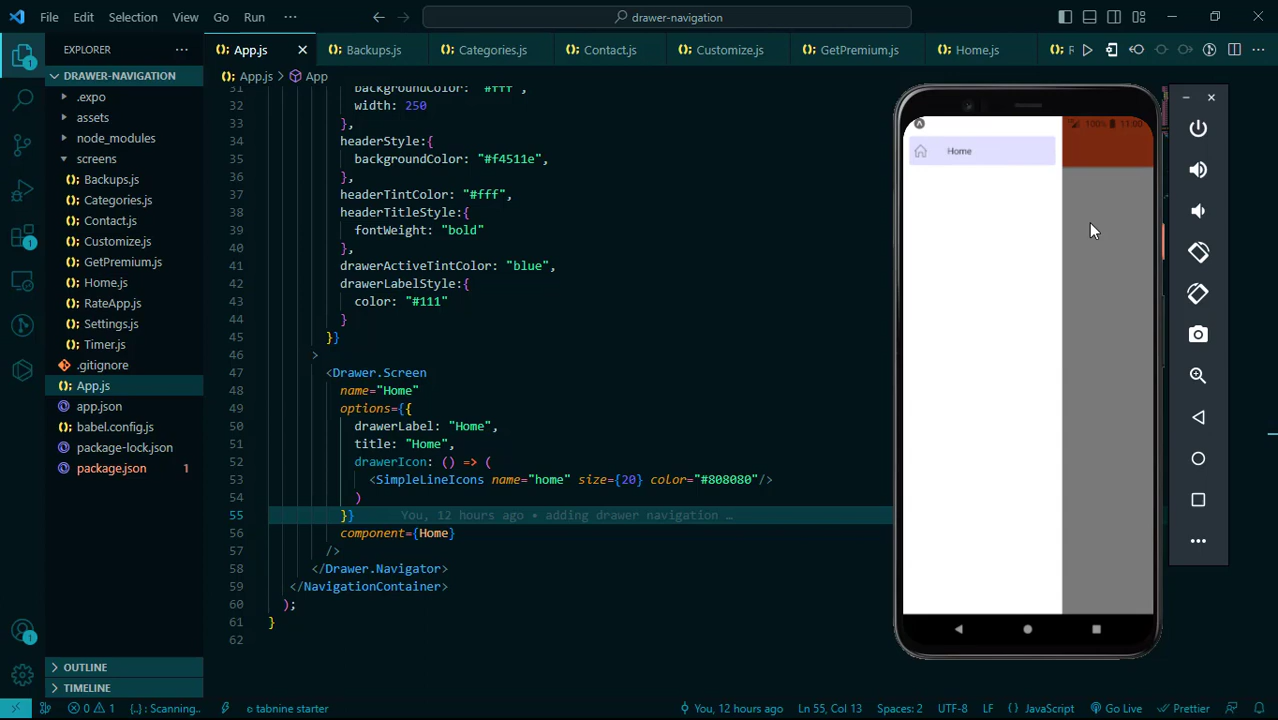 File Edit Selection View Go Run ··· drawer-navigation
EXPLORER ···
DRAWER-NAVIGATION
.expo
assets
node_modules
screens
Backups.js
Categories.js
Contact.js
Customize.js
GetPremium.js
Home.js
RateApp.js
Settings.js
Timer.js
.gitignore
App.js
app.json
babel.config.js
package-lock.json
package.json 1
OUTLINE
TIMELINE
App.js Backups.js Categories.js Contact.js Customize.js GetPremium.js Home.js R
App.js > App
31 backgroundColor: "#fff",
32 width: 250
33 },
34 headerStyle:{
35 backgroundColor: "#f4511e",
36 },
37 headerTintColor: "#fff",
38 headerTitleStyle:{
39 fontWeight: "bold"
40 },
41 drawerActiveTintColor: "blue",
42 drawerLabelStyle:{
43 color: "#111"
44 }
45 }}
46 >
47 <Drawer.Screen
48 name="Home"
49 options={{
50 drawerLabel: "Home",
51 title: "Home",
52 drawerIcon: () => (
53 <SimpleLineIcons name="home" size={20} color="#808080"/>
54 )
55 }} You, 12 hours ago • adding drawer navigation …
56 component={Home}
57 />
58 </Drawer.Navigator>
59 </NavigationContainer>
60 );
61 }
62
100% 11:00
Home
0 1 {..} : Scanning.. tabnine starter You, 12 hours ago Ln 55, Col 13 Spaces: 2 UTF-8 LF {} JavaScript Go Live Prettier